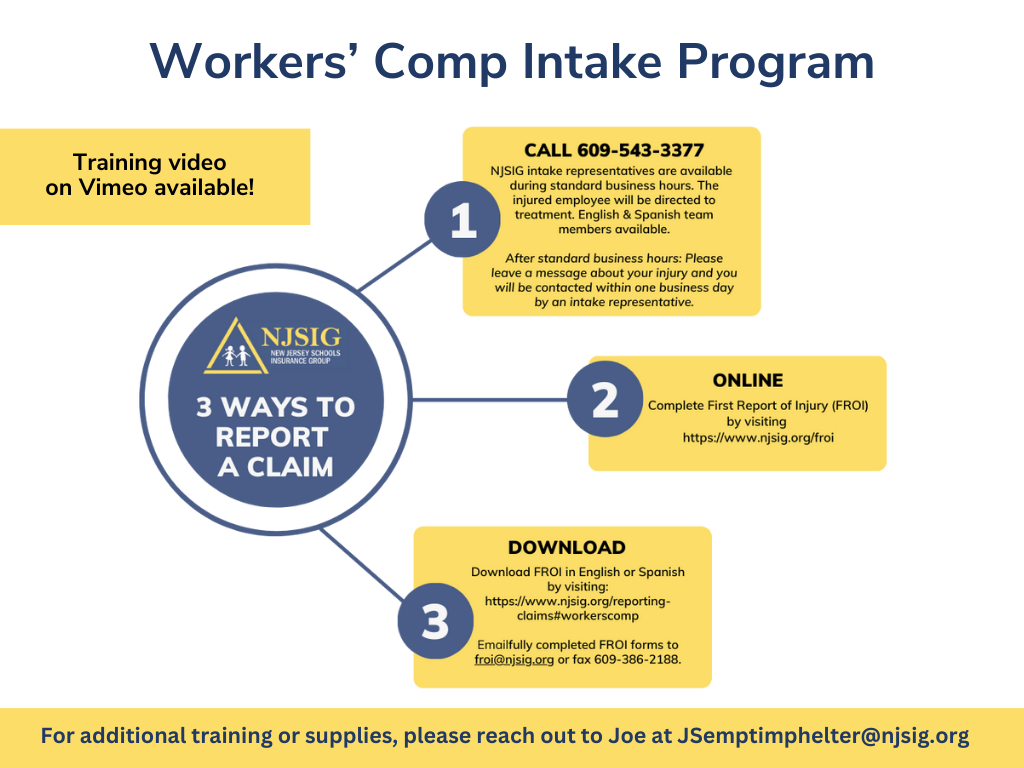 Workers’ Comp Intake Program
Training video
on Vimeo available!
CALL 609-543-3377
NJSIG intake representatives are available
during standard business hours. The
injured employee will be directed to
treatment. English & Spanish team
members available.
After standard business hours: Please
leave a message about your injury and you
will be contacted within one business day
by an intake representative.
1
NJSIG
NEW JERSEY SCHOOLS
INSURANCE GROUP
3 WAYS TO
REPORT
A CLAIM
2
ONLINE
Complete First Report of Injury (FROI)
by visiting
https://www.njsig.org/froi
3
DOWNLOAD
Download FROI in English or Spanish
by visiting:
https://www.njsig.org/reporting-
claims#workerscomp
Emailfully completed FROI forms to
froi@njsig.org or fax 609-386-2188.
For additional training or supplies, please reach out to Joe at JSemptimphelter@njsig.org